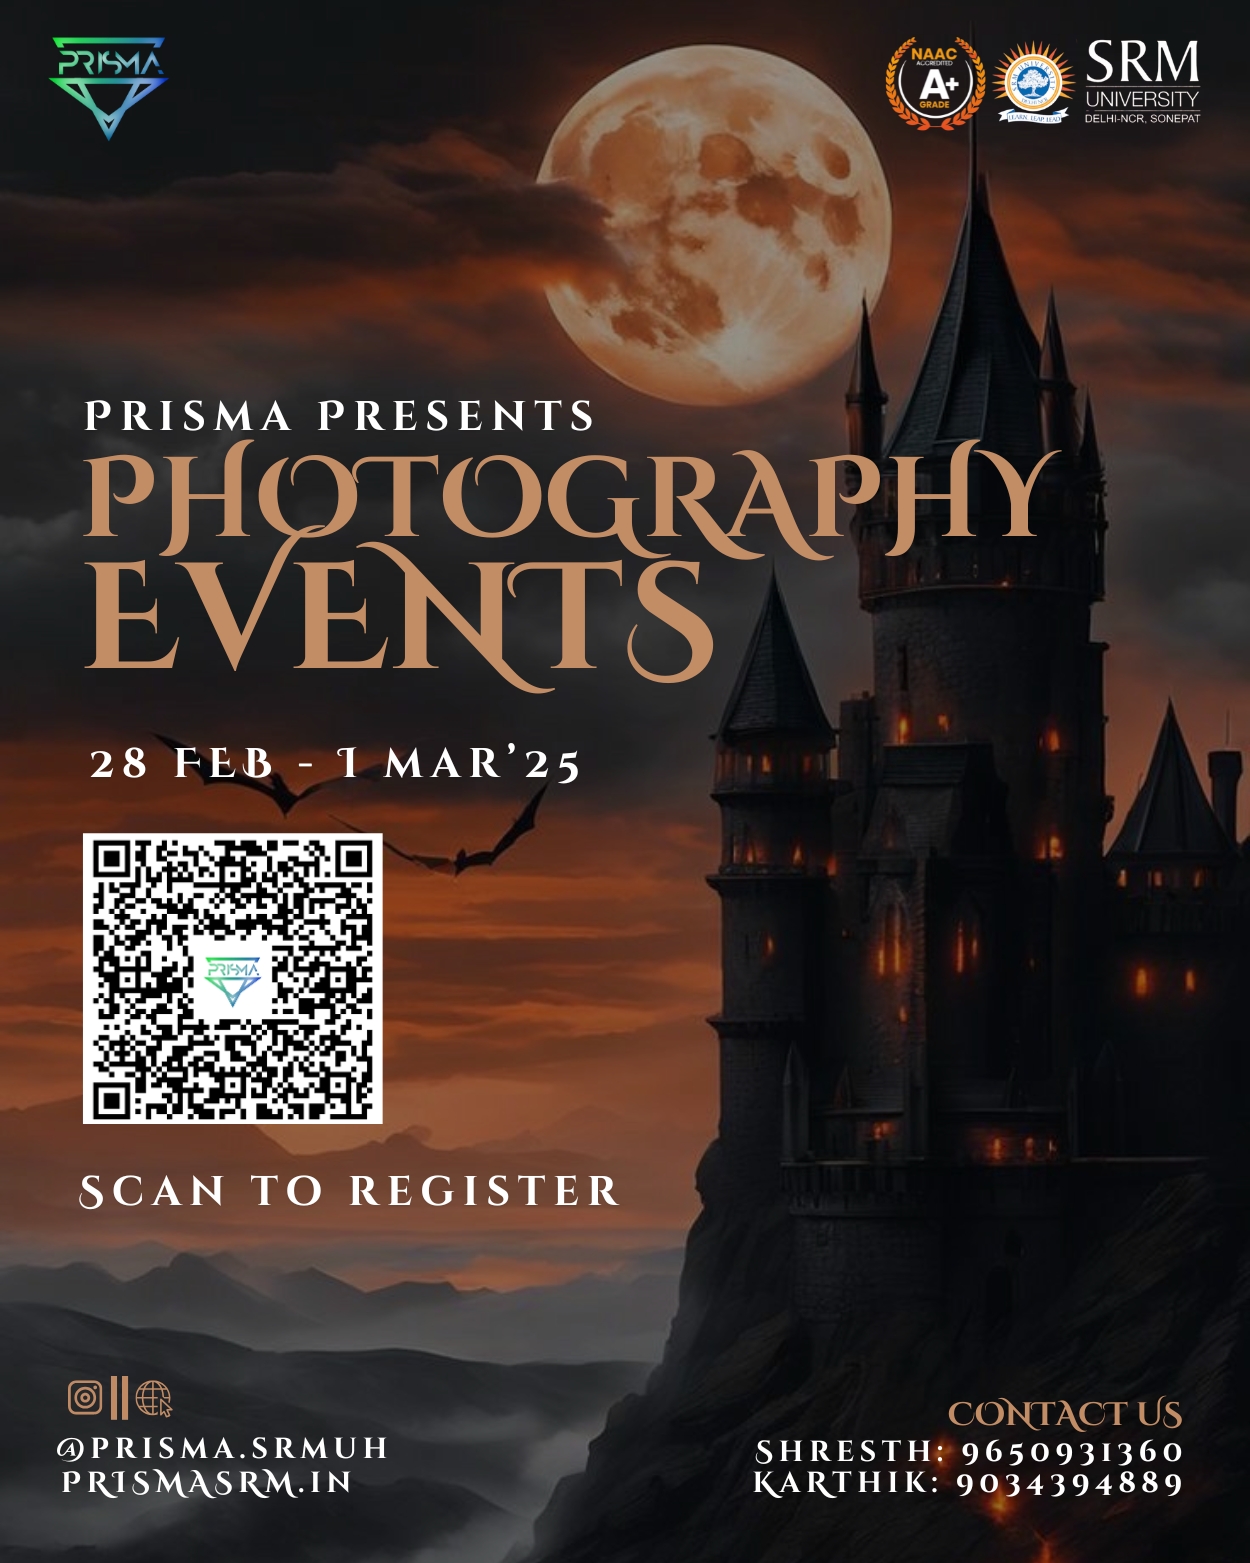 PRISMA
NAAC
ACCREDITED
A+
GRADE
LEARN LEAP LEAD
SRM
UNIVERSITY
DELHI-NCR, SONEPAT
PRISMA PRESENTS
PHOTOGRAPHY
EVENTS
28 FEB - 1 MAR'25
PRISMA
SCAN TO REGISTER
@PRISMA.SRMUH
PRISMASRM.IN
CONTACT US
SHRESTH: 9650931360
KARTHIK: 9034394889